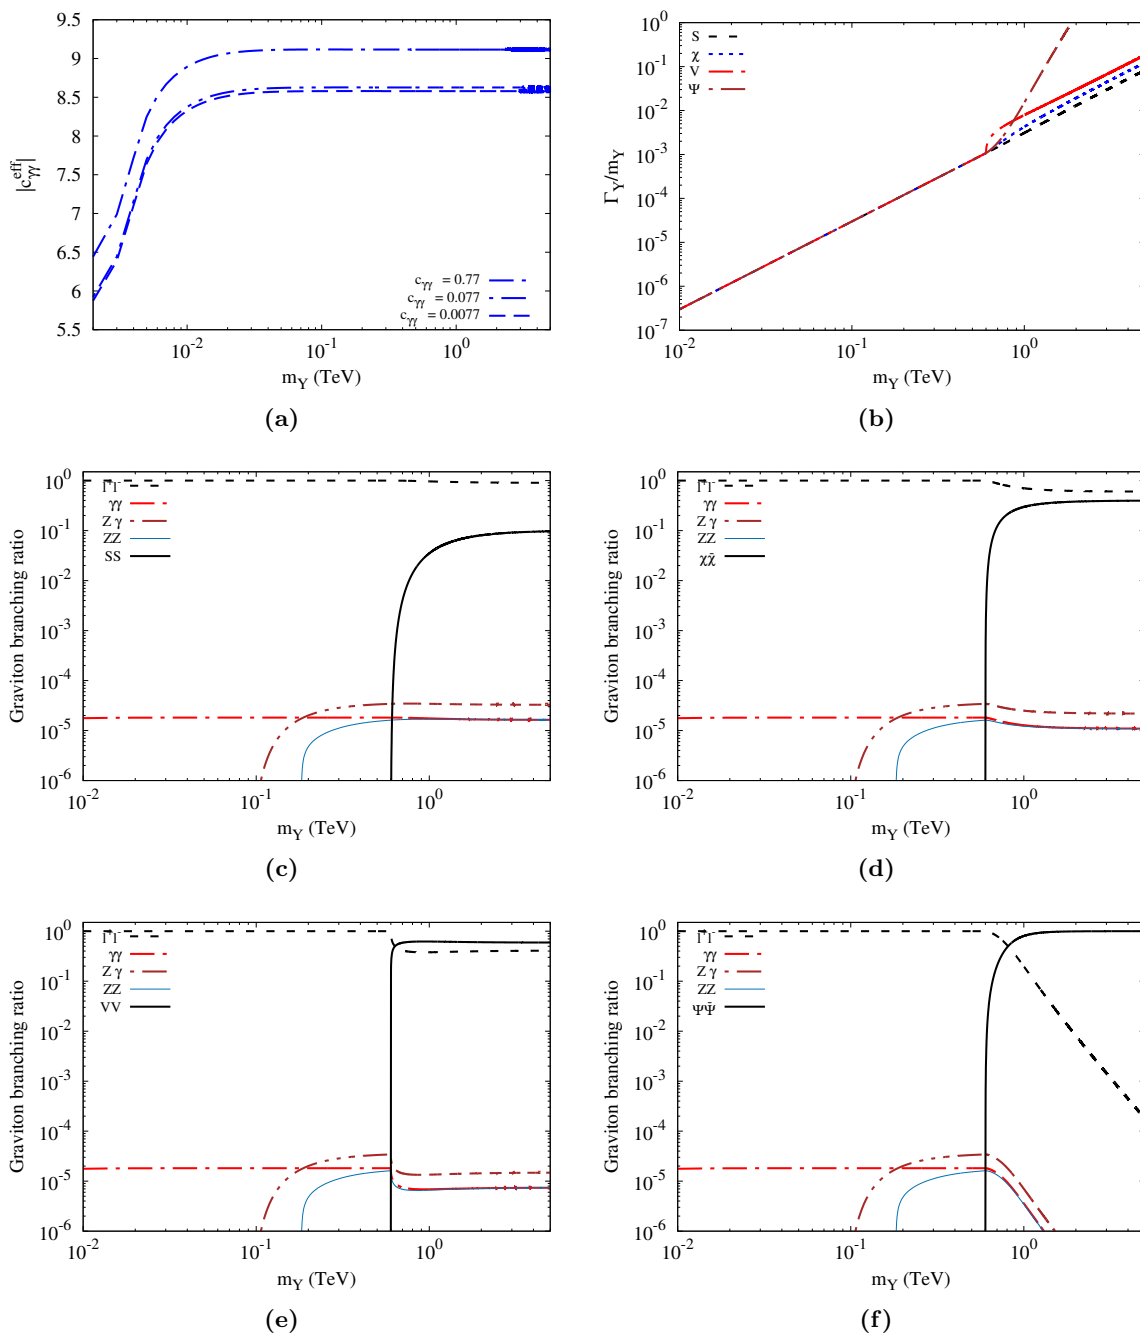 9.5
9
8.5
8
7.5
7
6.5
6
5.5
|c^eff_γγ|
c_γγ = 0.77
c_γγ = 0.077
c_γγ = 0.0077
10^-2 10^-1 10^0
m_Y (TeV)
(a)
10^0
10^-1
10^-2
10^-3
10^-4
10^-5
10^-6
10^-7
Γ_Y/m_Y
S
χ
V
Ψ
10^-2 10^-1 10^0
m_Y (TeV)
(b)
10^0
10^-1
10^-2
10^-3
10^-4
10^-5
10^-6
Graviton branching ratio
l^+l^-
γγ
Z γ
ZZ
SS
10^-2 10^-1 10^0
m_Y (TeV)
(c)
10^0
10^-1
10^-2
10^-3
10^-4
10^-5
10^-6
Graviton branching ratio
l^+l^-
γγ
Z γ
ZZ
χχ̄
10^-2 10^-1 10^0
m_Y (TeV)
(d)
10^0
10^-1
10^-2
10^-3
10^-4
10^-5
10^-6
Graviton branching ratio
l^+l^-
γγ
Z γ
ZZ
VV
10^-2 10^-1 10^0
m_Y (TeV)
(e)
10^0
10^-1
10^-2
10^-3
10^-4
10^-5
10^-6
Graviton branching ratio
l^+l^-
γγ
Z γ
ZZ
ΨΨ̄
10^-2 10^-1 10^0
m_Y (TeV)
(f)